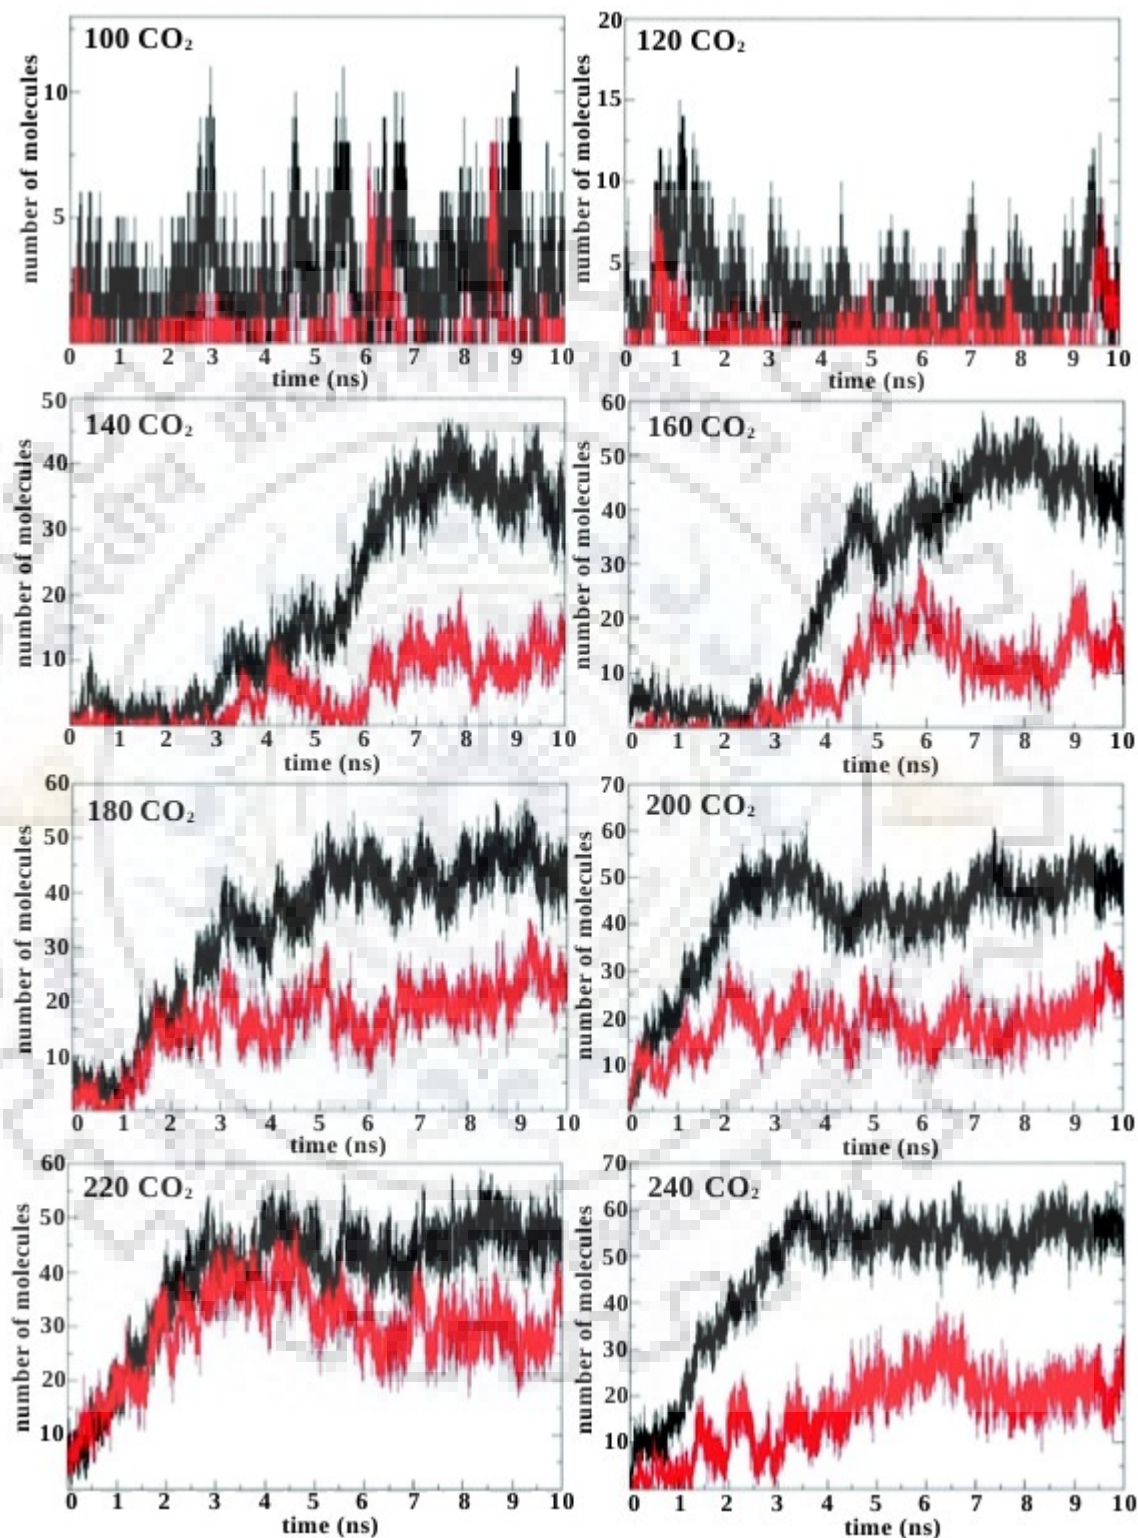 100 CO₂
number of molecules
10
5
0 1 2 3 4 5 6 7 8 9 10
time (ns)
120 CO₂
number of molecules
20
15
10
5
0 1 2 3 4 5 6 7 8 9 10
time (ns)
140 CO₂
number of molecules
50
40
30
20
10
0 1 2 3 4 5 6 7 8 9 10
time (ns)
160 CO₂
number of molecules
60
50
40
30
20
10
0 1 2 3 4 5 6 7 8 9 10
time (ns)
180 CO₂
number of molecules
60
50
40
30
20
10
0 1 2 3 4 5 6 7 8 9 10
time (ns)
200 CO₂
number of molecules
70
60
50
40
30
20
10
0 1 2 3 4 5 6 7 8 9 10
time (ns)
220 CO₂
number of molecules
60
50
40
30
20
10
0 1 2 3 4 5 6 7 8 9 10
time (ns)
240 CO₂
number of molecules
70
60
50
40
30
20
10
0 1 2 3 4 5 6 7 8 9 10
time (ns)